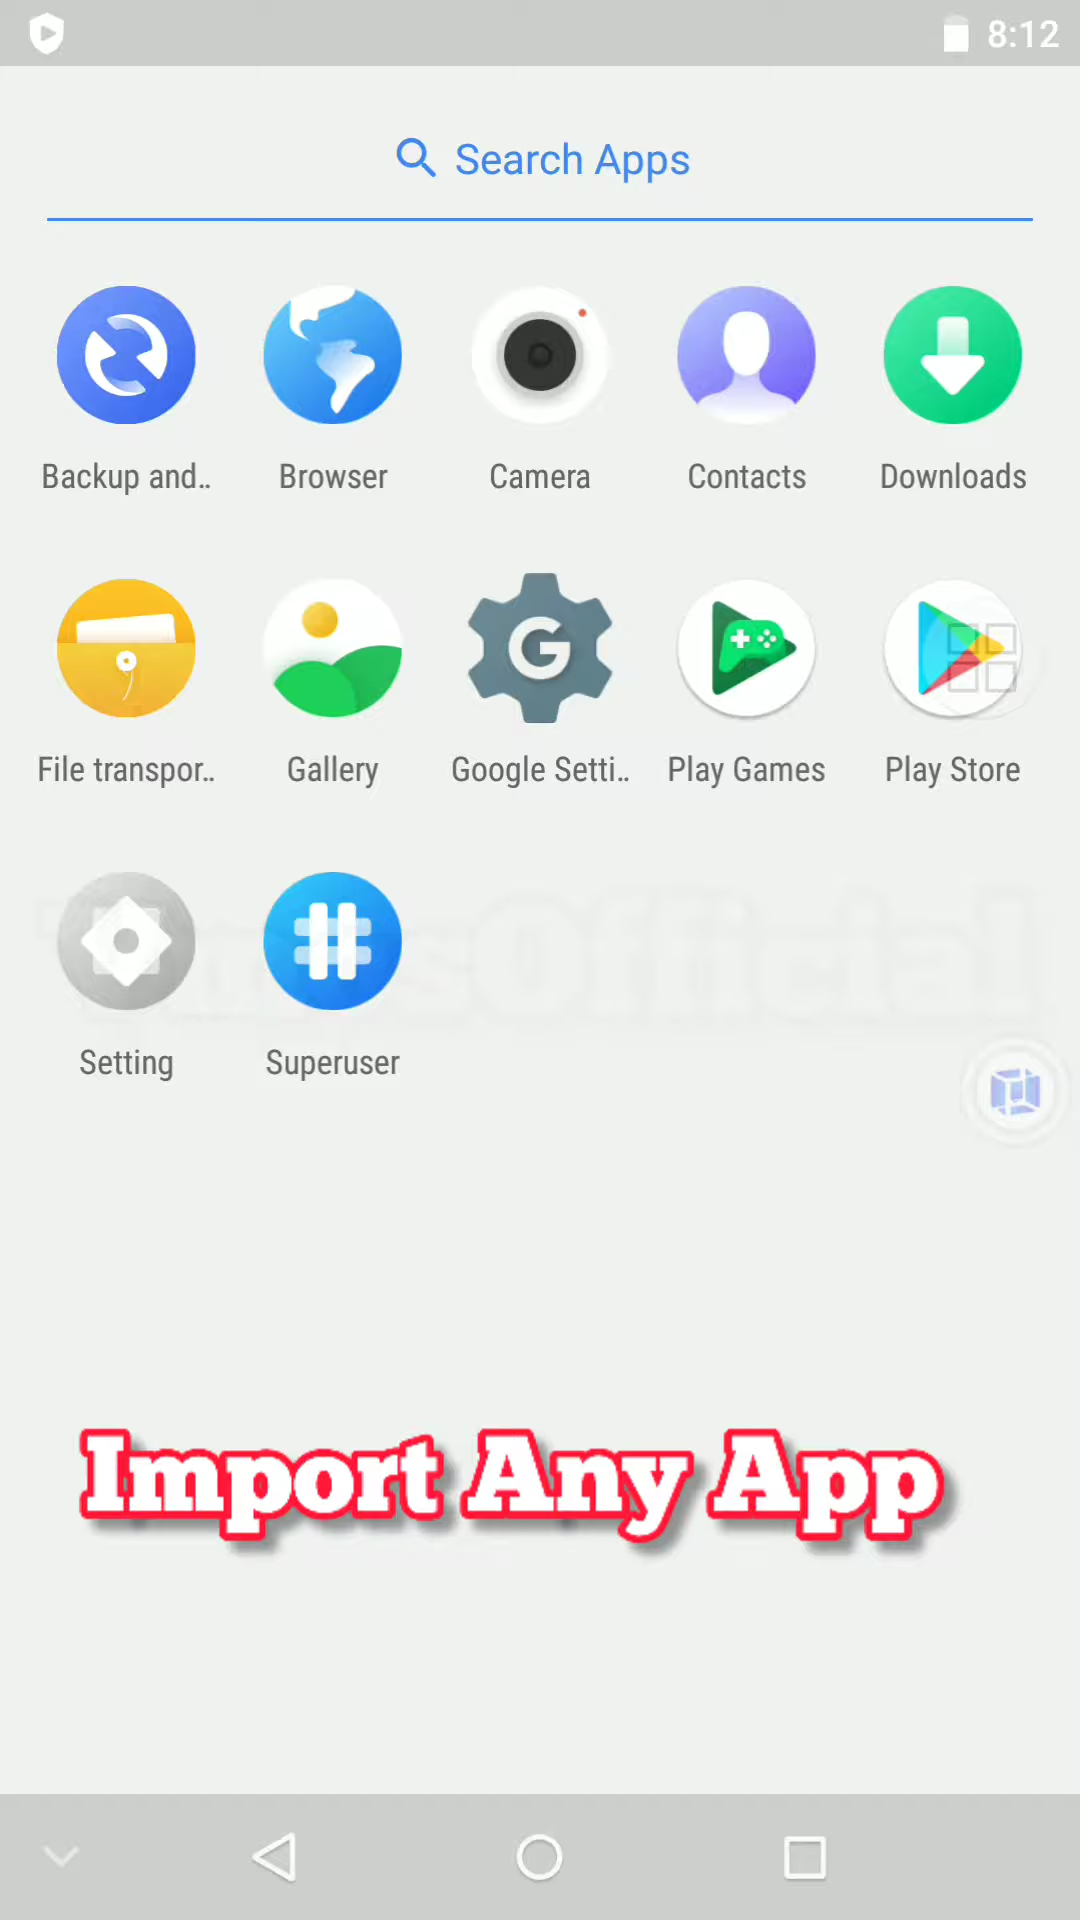 8:12
Search Apps
Backup and..
Browser
Camera
Contacts
Downloads
File transpor..
Gallery
Google Setti..
Play Games
Play Store
Setting
Superuser
Import Any App